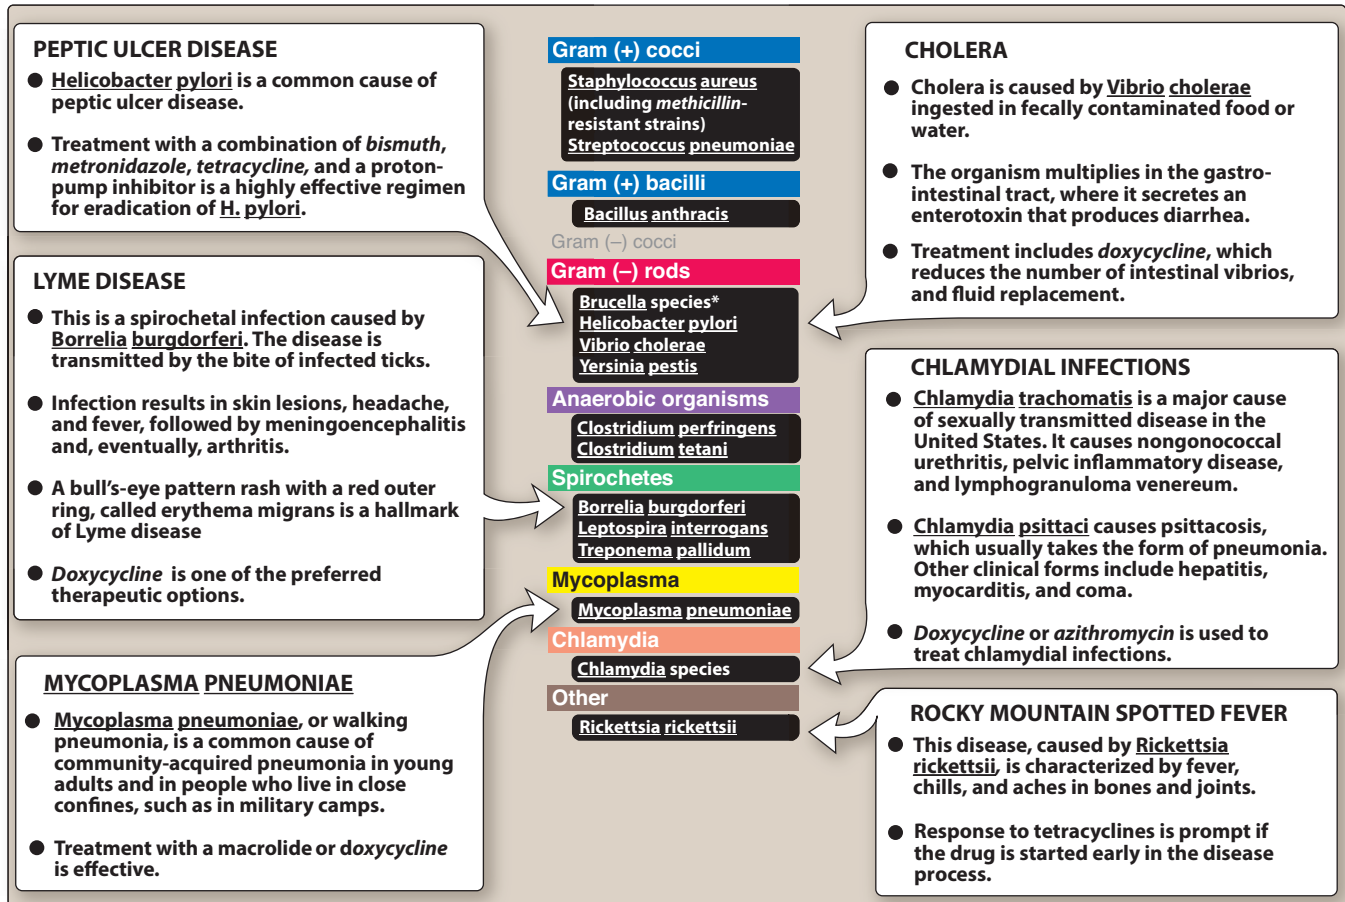 PEPTIC ULCER DISEASE
● Helicobacter pylori is a common cause of
peptic ulcer disease.
● Treatment with a combination of bismuth,
metronidazole, tetracycline, and a proton-
pump inhibitor is a highly effective regimen
for eradication of H. pylori.
LYME DISEASE
● This is a spirochetal infection caused by
Borrelia burgdorferi. The disease is
transmitted by the bite of infected ticks.
● Infection results in skin lesions, headache,
and fever, followed by meningoencephalitis
and, eventually, arthritis.
● A bull's-eye pattern rash with a red outer
ring, called erythema migrans is a hallmark
of Lyme disease
● Doxycycline is one of the preferred
therapeutic options.
MYCOPLASMA PNEUMONIAE
● Mycoplasma pneumoniae, or walking
pneumonia, is a common cause of
community-acquired pneumonia in young
adults and in people who live in close
confines, such as in military camps.
● Treatment with a macrolide or doxycycline
is effective.
Gram (+) cocci
Staphylococcus aureus
(including methicillin-
resistant strains)
Streptococcus pneumoniae
Gram (+) bacilli
Bacillus anthracis
Gram (–) cocci
Gram (–) rods
Brucella species*
Helicobacter pylori
Vibrio cholerae
Yersinia pestis
Anaerobic organisms
Clostridium perfringens
Clostridium tetani
Spirochetes
Borrelia burgdorferi
Leptospira interrogans
Treponema pallidum
Mycoplasma
Mycoplasma pneumoniae
Chlamydia
Chlamydia species
Other
Rickettsia rickettsii
CHOLERA
● Cholera is caused by Vibrio cholerae
ingested in fecally contaminated food or
water.
● The organism multiplies in the gastro-
intestinal tract, where it secretes an
enterotoxin that produces diarrhea.
● Treatment includes doxycycline, which
reduces the number of intestinal vibrios,
and fluid replacement.
CHLAMYDIAL INFECTIONS
● Chlamydia trachomatis is a major cause
of sexually transmitted disease in the
United States. It causes nongonococcal
urethritis, pelvic inflammatory disease,
and lymphogranuloma venereum.
● Chlamydia psittaci causes psittacosis,
which usually takes the form of pneumonia.
Other clinical forms include hepatitis,
myocarditis, and coma.
● Doxycycline or azithromycin is used to
treat chlamydial infections.
ROCKY MOUNTAIN SPOTTED FEVER
● This disease, caused by Rickettsia
rickettsii, is characterized by fever,
chills, and aches in bones and joints.
● Response to tetracyclines is prompt if
the drug is started early in the disease
process.